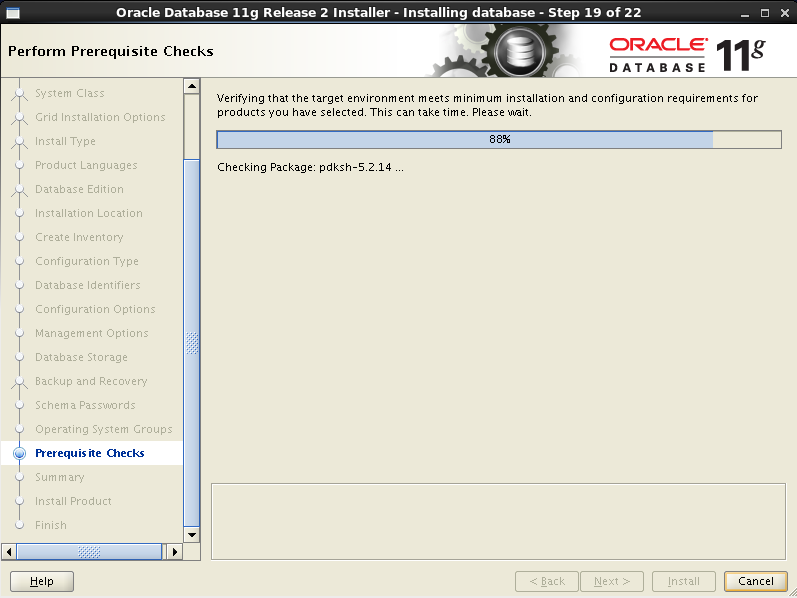 Oracle Database 11g Release 2 Installer - Installing database - Step 19 of 22
Perform Prerequisite Checks
ORACLE®
DATABASE
11g
System Class
Grid Installation Options
Install Type
Product Languages
Database Edition
Installation Location
Create Inventory
Configuration Type
Database Identifiers
Configuration Options
Management Options
Database Storage
Backup and Recovery
Schema Passwords
Operating System Groups
Prerequisite Checks
Summary
Install Product
Finish
Verifying that the target environment meets minimum installation and configuration requirements for
products you have selected. This can take time. Please wait.
88%
Checking Package: pdksh-5.2.14 ...
Help
< Back
Next >
Install
Cancel